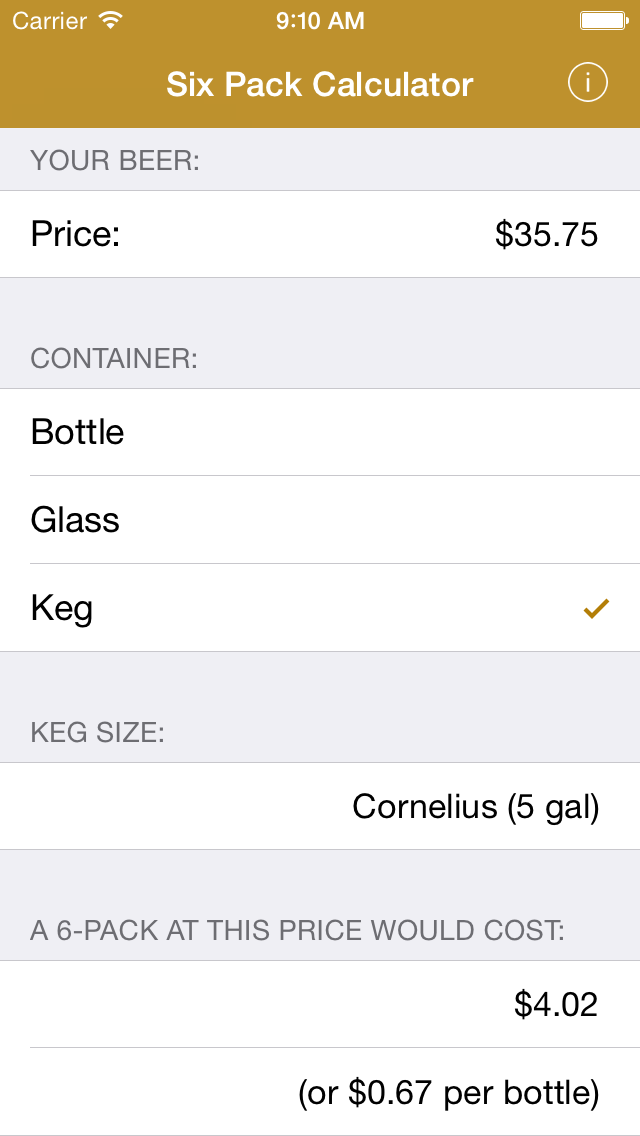 Carrier 9:10 AM
Six Pack Calculator i
YOUR BEER:
Price: $35.75
CONTAINER:
Bottle
Glass
Keg
KEG SIZE:
Cornelius (5 gal)
A 6-PACK AT THIS PRICE WOULD COST:
$4.02
(or $0.67 per bottle)